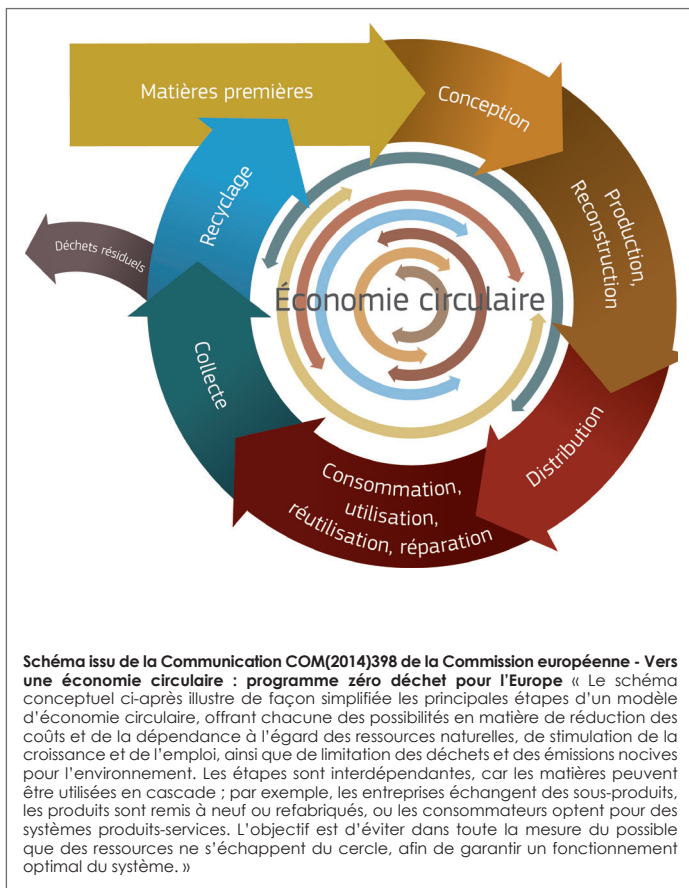 Matières premières
Conception
Production,
Reconstruction
Distribution
Consommation,
utilisation,
réutilisation, réparation
Collecte
Recyclage
Déchets résiduels
Économie circulaire
Schéma issu de la Communication COM(2014)398 de la Commission européenne - Vers
une économie circulaire : programme zéro déchet pour l’Europe « Le schéma
conceptuel ci-après illustre de façon simplifiée les principales étapes d’un modèle
d’économie circulaire, offrant chacune des possibilités en matière de réduction des
coûts et de la dépendance à l’égard des ressources naturelles, de stimulation de la
croissance et de l’emploi, ainsi que de limitation des déchets et des émissions nocives
pour l’environnement. Les étapes sont interdépendantes, car les matières peuvent
être utilisées en cascade ; par exemple, les entreprises échangent des sous-produits,
les produits sont remis à neuf ou refabriqués, ou les consommateurs optent pour des
systèmes produits-services. L’objectif est d’éviter dans toute la mesure du possible
que des ressources ne s’échappent du cercle, afin de garantir un fonctionnement
optimal du système. »